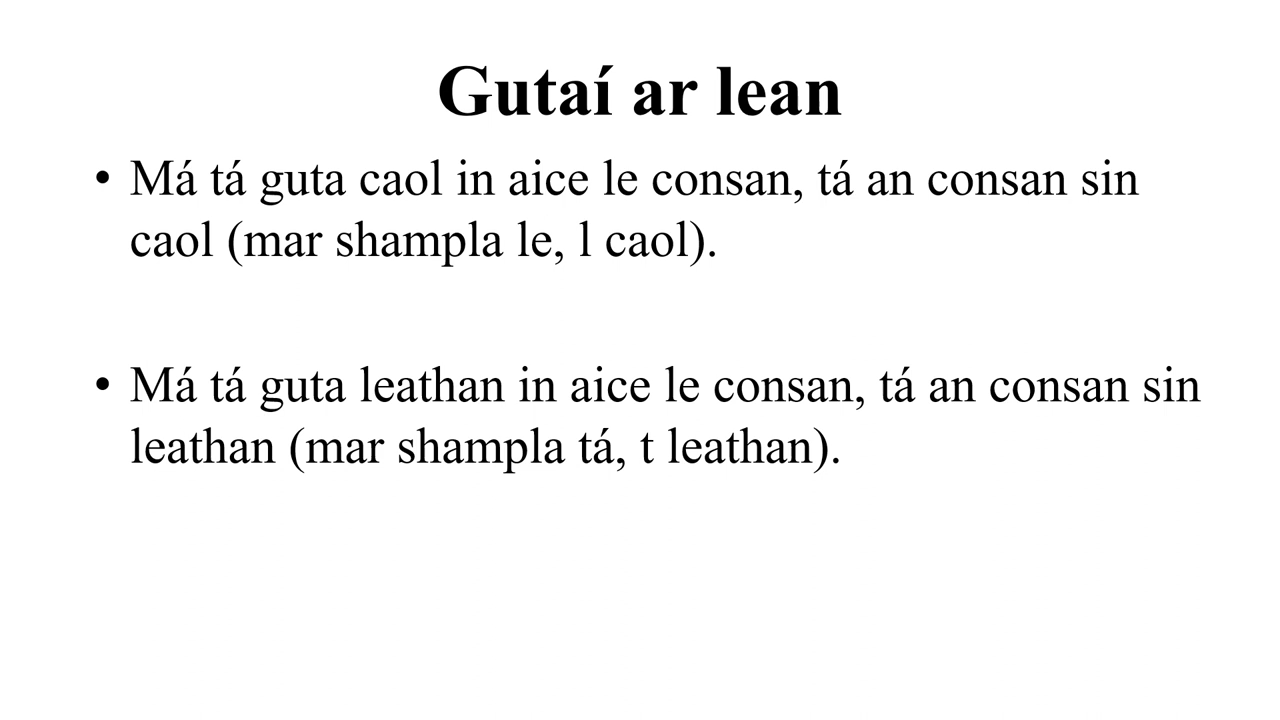 Gutaí ar lean
• Má tá guta caol in aice le consan, tá an consan sin
caol (mar shampla le, l caol).
• Má tá guta leathan in aice le consan, tá an consan sin
leathan (mar shampla tá, t leathan).